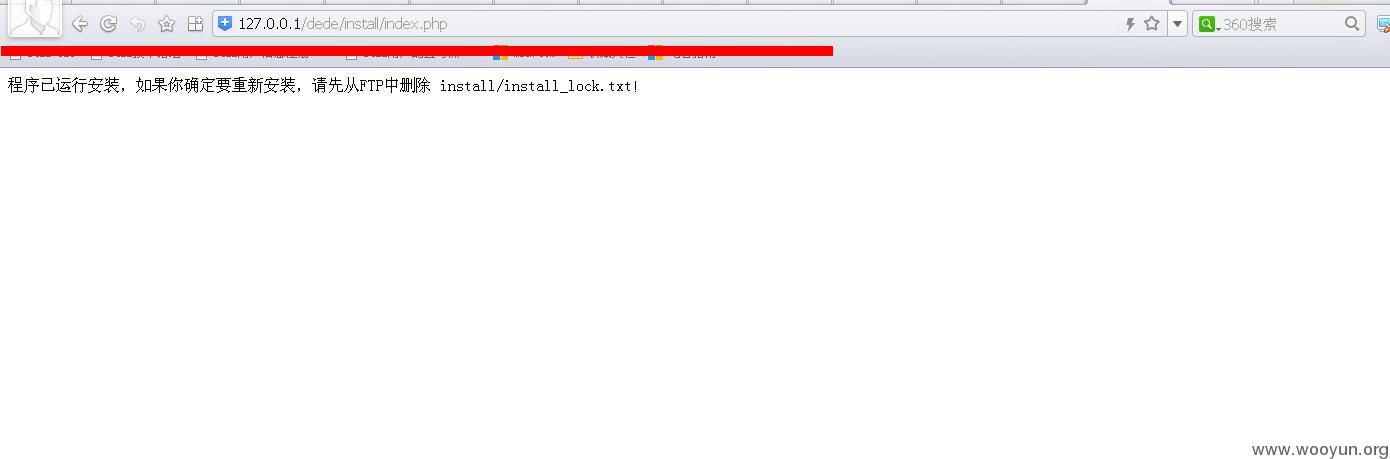 127.0.0.1/dede/install/index.php
360搜索
程序已运行安装，如果你确定要重新安装，请先从FTP中删除 install/install_lock.txt!
www.wooyun.org